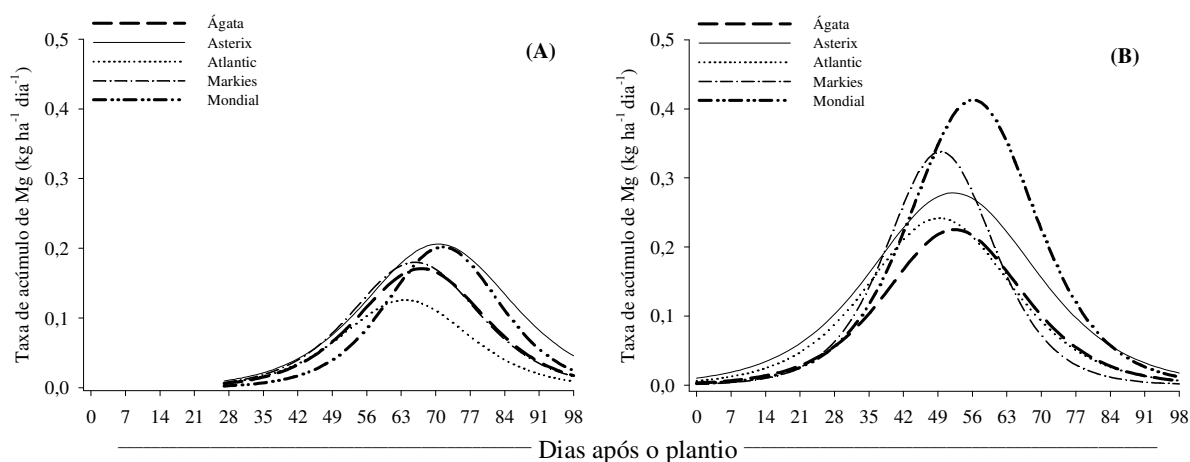 Ágata
Asterix
Atlantic
Markies
Mondial
(A)
Taxa de acúmulo de Mg (kg ha⁻¹ dia⁻¹)
0,5
0,4
0,3
0,2
0,1
0,0
0 7 14 21 28 35 42 49 56 63 70 77 84 91 98
Ágata
Asterix
Atlantic
Markies
Mondial
(B)
Taxa de acúmulo de Mg (kg ha⁻¹ dia⁻¹)
0,5
0,4
0,3
0,2
0,1
0,0
0 7 14 21 28 35 42 49 56 63 70 77 84 91 98
Dias após o plantio